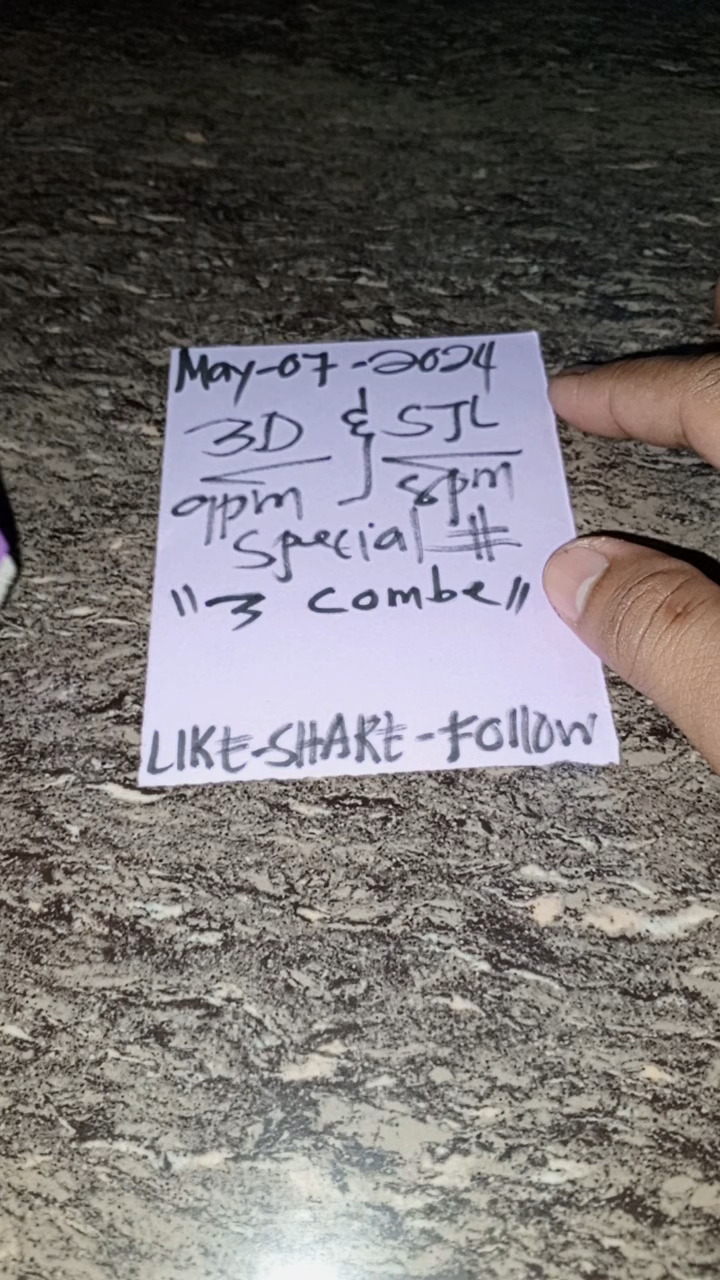 May-07-2024
3D & STL
9pm 8pm
Special #
"3 combe"
LIKE-SHARE-Follow